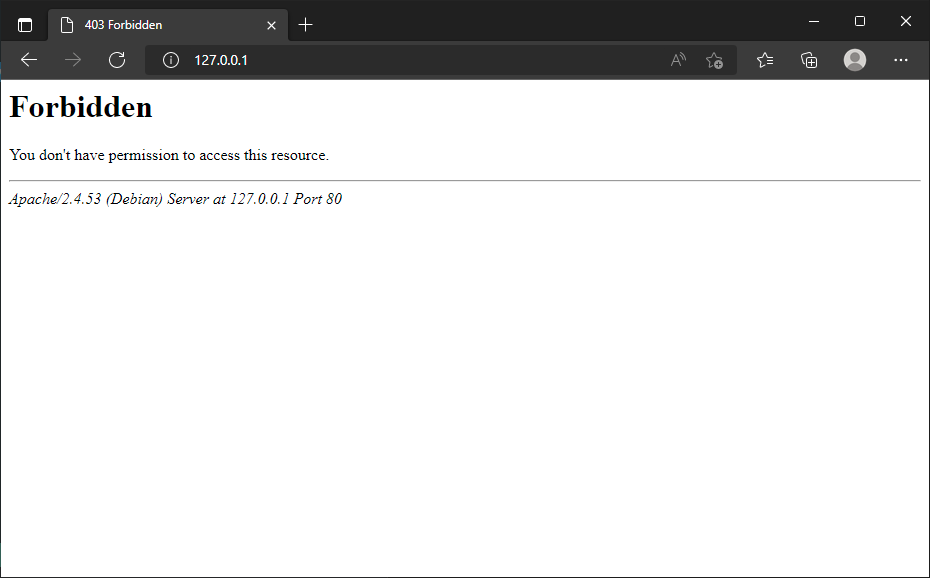 403 Forbidden
127.0.0.1
Forbidden
You don't have permission to access this resource.
Apache/2.4.53 (Debian) Server at 127.0.0.1 Port 80